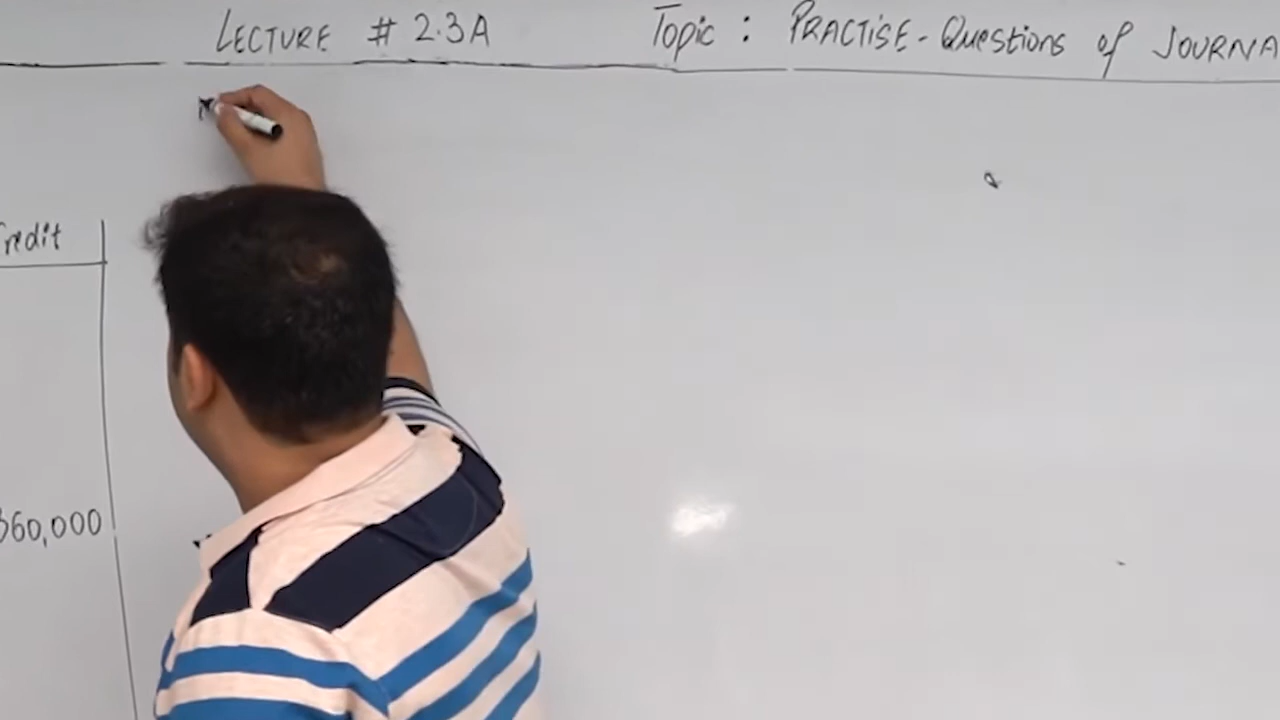 LECTURE # 2.3A Topic : PRACTISE - Questions of JOURNA
redit
360,000